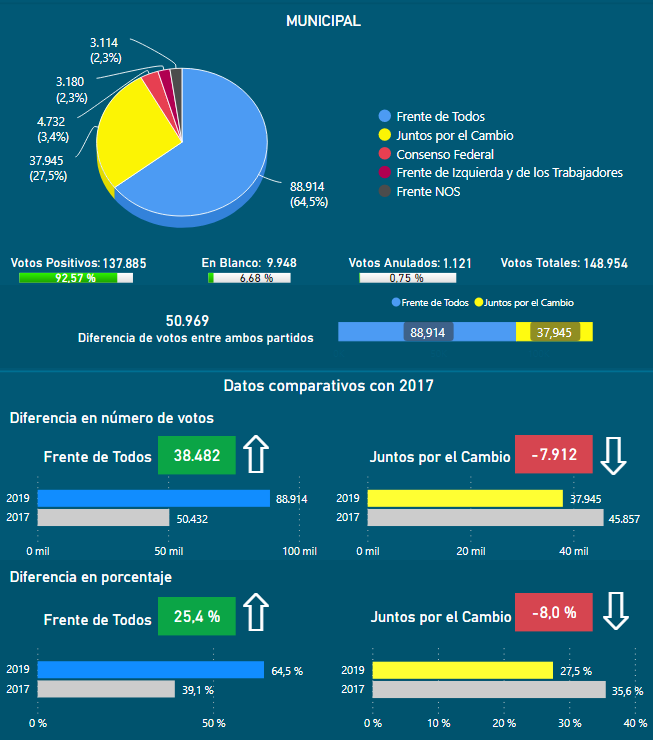 MUNICIPAL
3.114
(2,3%)
3.180
(2,3%)
4.732
(3,4%)
37.945
(27,5%)
88.914
(64,5%)
Frente de Todos
Juntos por el Cambio
Consenso Federal
Frente de Izquierda y de los Trabajadores
Frente NOS
Votos Positivos: 137.885
92,57 %
En Blanco: 9.948
6,68 %
Votos Anulados: 1.121
0,75 %
Votos Totales: 148.954
50.969
Diferencia de votos entre ambos partidos
Frente de Todos Juntos por el Cambio
88,914 37,945
Datos comparativos con 2017
Diferencia en número de votos
Frente de Todos 38.482
2019 88.914
2017 50.432
0 mil 50 mil 100 mil
Juntos por el Cambio -7.912
2019 37.945
2017 45.857
0 mil 20 mil 40 mil
Diferencia en porcentaje
Frente de Todos 25,4 %
2019 64,5 %
2017 39,1 %
0 % 50 %
Juntos por el Cambio -8,0 %
2019 27,5 %
2017 35,6 %
0 % 10 % 20 % 30 % 40 %